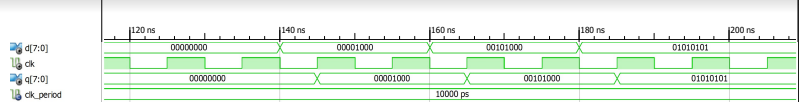 120 ns 140 ns 160 ns 180 ns 200 ns
d[7:0] 00000000 00001000 00101000 01010101
clk
q[7:0] 00000000 00001000 00101000 01010101
clk_period 10000 ps